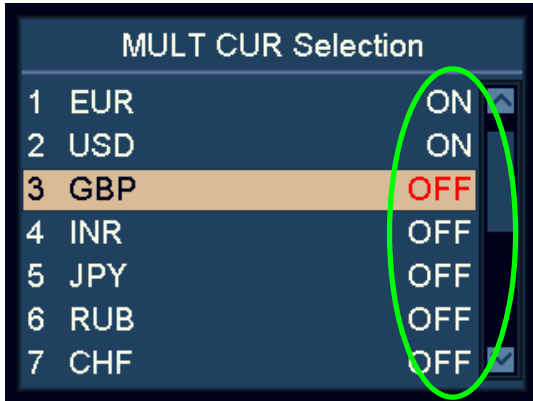 MULT CUR Selection
1 EUR ON
2 USD ON
3 GBP OFF
4 INR OFF
5 JPY OFF
6 RUB OFF
7 CHF OFF